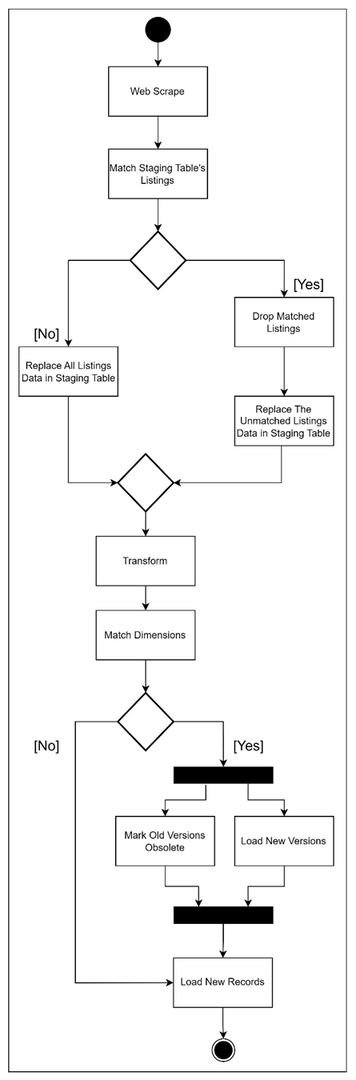 Web Scrape
Match Staging Table's
Listings
[Yes]
[No]
Drop Matched
Listings
Replace All Listings
Data in Staging Table
Replace The
Unmatched Listings
Data in Staging Table
Transform
Match Dimensions
[No]
[Yes]
Mark Old Versions
Obsolete
Load New Versions
Load New Records